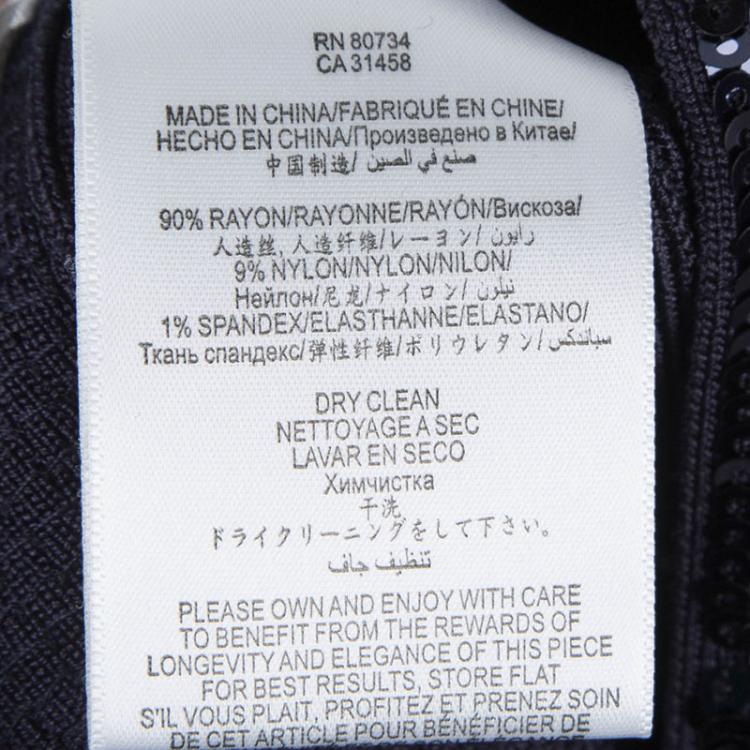 RN 80734
CA 31458
MADE IN CHINA/FABRIQUÉ EN CHINE/
HECHO EN CHINA/Произведено в Китае/
中国制造/ صنع في الصين
90% RAYON/RAYONNE/RAYÓN/Вискоза/
人造丝, 人造纤维/レーヨン/ رايون
9% NYLON/NYLON/NILON/
Нейлон/尼龙/ナイロン/ نيلون
1% SPANDEX/ELASTHANNE/ELASTANO/
Ткань спандекс/弹性纤维/ポリウレタン/ سباندكس
DRY CLEAN
NETTOYAGE A SEC
LAVAR EN SECO
Химчистка
干洗
ドライクリーニングをして下さい。
تنظيف جاف
PLEASE OWN AND ENJOY WITH CARE
TO BENEFIT FROM THE REWARDS OF
LONGEVITY AND ELEGANCE OF THIS PIECE
FOR BEST RESULTS, STORE FLAT
S'IL VOUS PLAIT, PROFITEZ ET PRENEZ SOIN
DE CET ARTICLE POUR BÉNÉFICIER DE